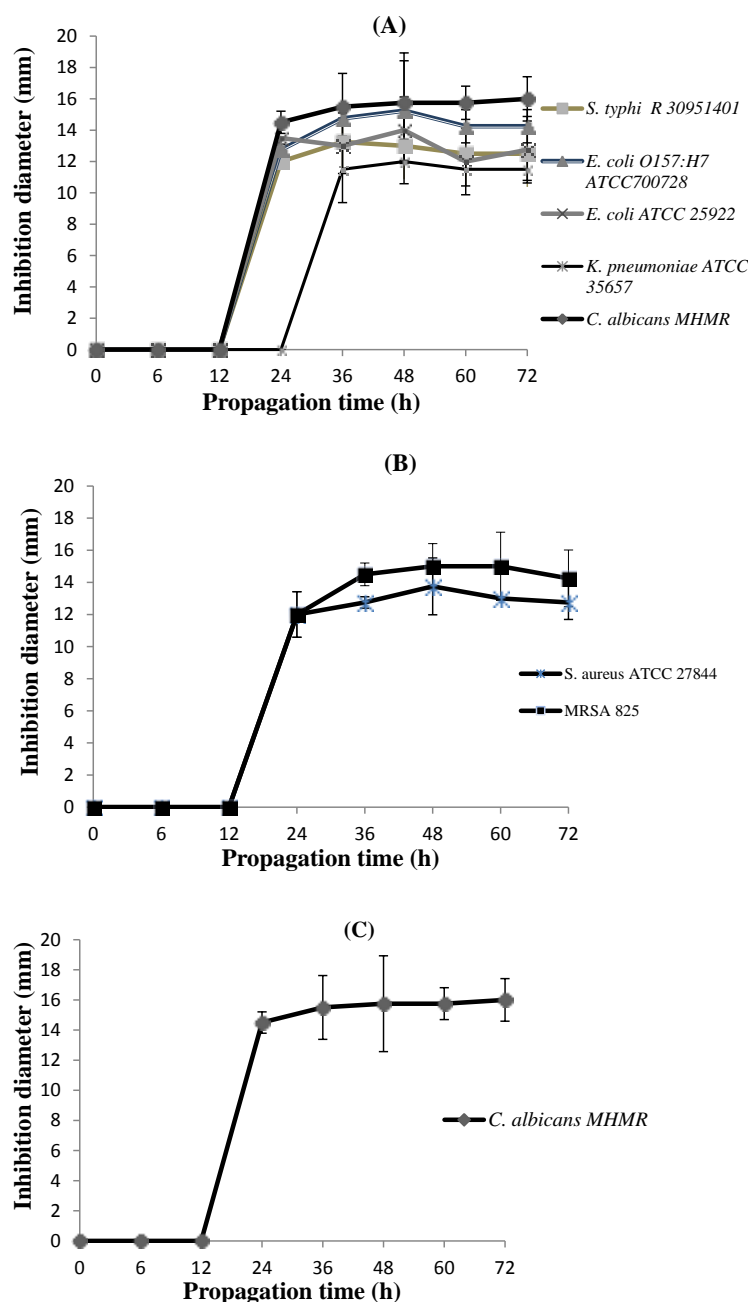 (A)
Inhibition diameter (mm)
20
18
16
14
12
10
8
6
4
2
0
0 6 12 24 36 48 60 72
Propagation time (h)
S. typhi R 30951401
E. coli O157:H7
ATCC700728
E. coli ATCC 25922
K. pneumoniae ATCC
35657
C. albicans MHMR
(B)
Inhibition diameter (mm)
20
18
16
14
12
10
8
6
4
2
0
0 6 12 24 36 48 60 72
Propagation time (h)
S. aureus ATCC 27844
MRSA 825
(C)
Inhibition diameter (mm)
20
18
16
14
12
10
8
6
4
2
0
0 6 12 24 36 48 60 72
Propagation time (h)
C. albicans MHMR